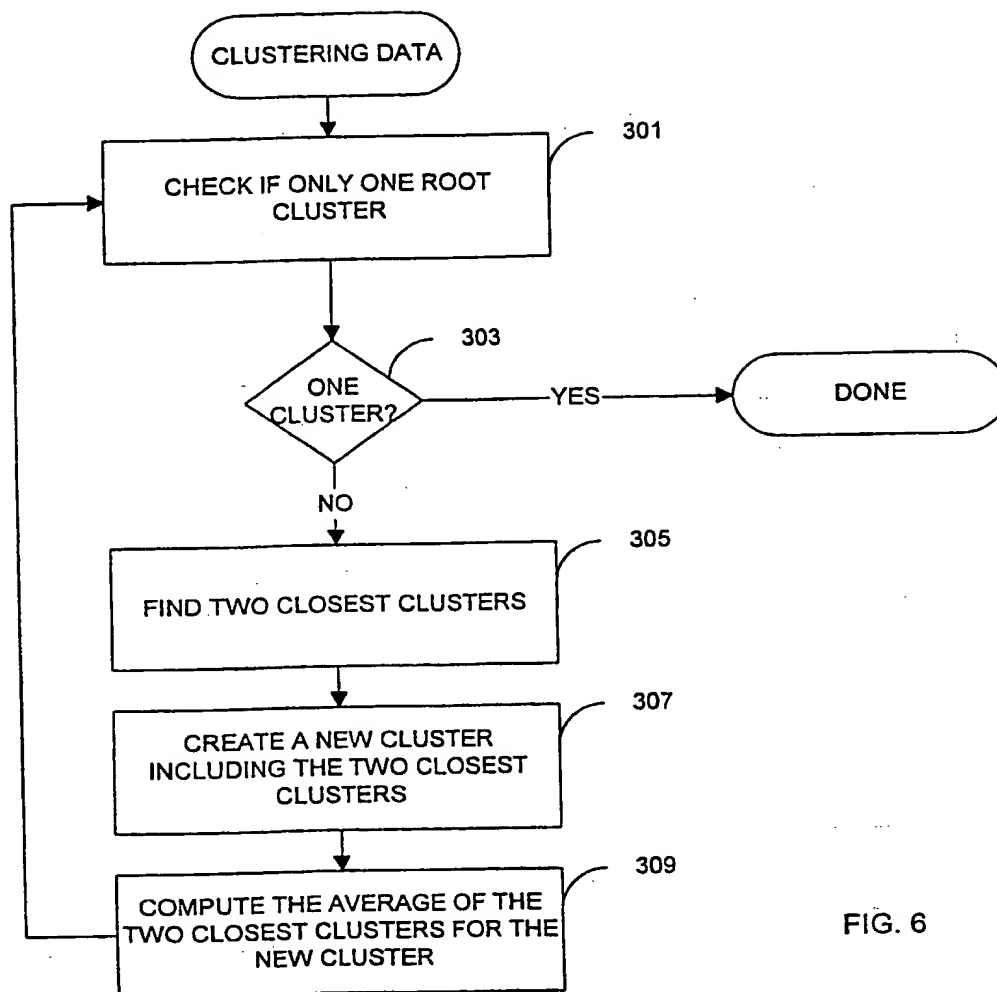 CLUSTERING DATA
301
CHECK IF ONLY ONE ROOT
CLUSTER
303
ONE
CLUSTER?
YES
DONE
NO
305
FIND TWO CLOSEST CLUSTERS
307
CREATE A NEW CLUSTER
INCLUDING THE TWO CLOSEST
CLUSTERS
309
COMPUTE THE AVERAGE OF THE
TWO CLOSEST CLUSTERS FOR THE
NEW CLUSTER
FIG. 6